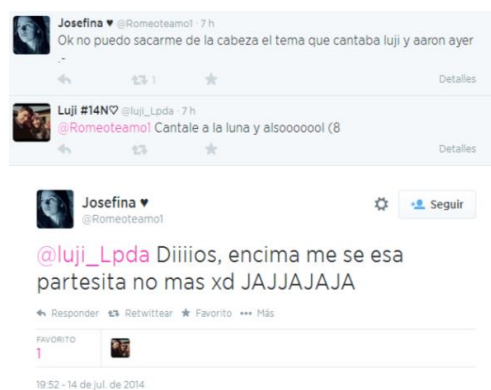 Josefina ♥ @Romeoteamo1 · 7 h
Ok no puedo sacarme de la cabeza el tema que cantaba luji y aaron ayer
.-
1
Detalles
Luji #14N♡ @luji_Lpda · 7 h
@Romeoteamo1 Cantale a la luna y alsooooool (8
Detalles
Josefina ♥
@Romeoteamo1
Seguir
@luji_Lpda Diiiios, encima me se esa
partesita no mas xd JAJJAJAJA
Responder Retwittear Favorito Más
FAVORITO
1
19:52 - 14 de jul. de 2014